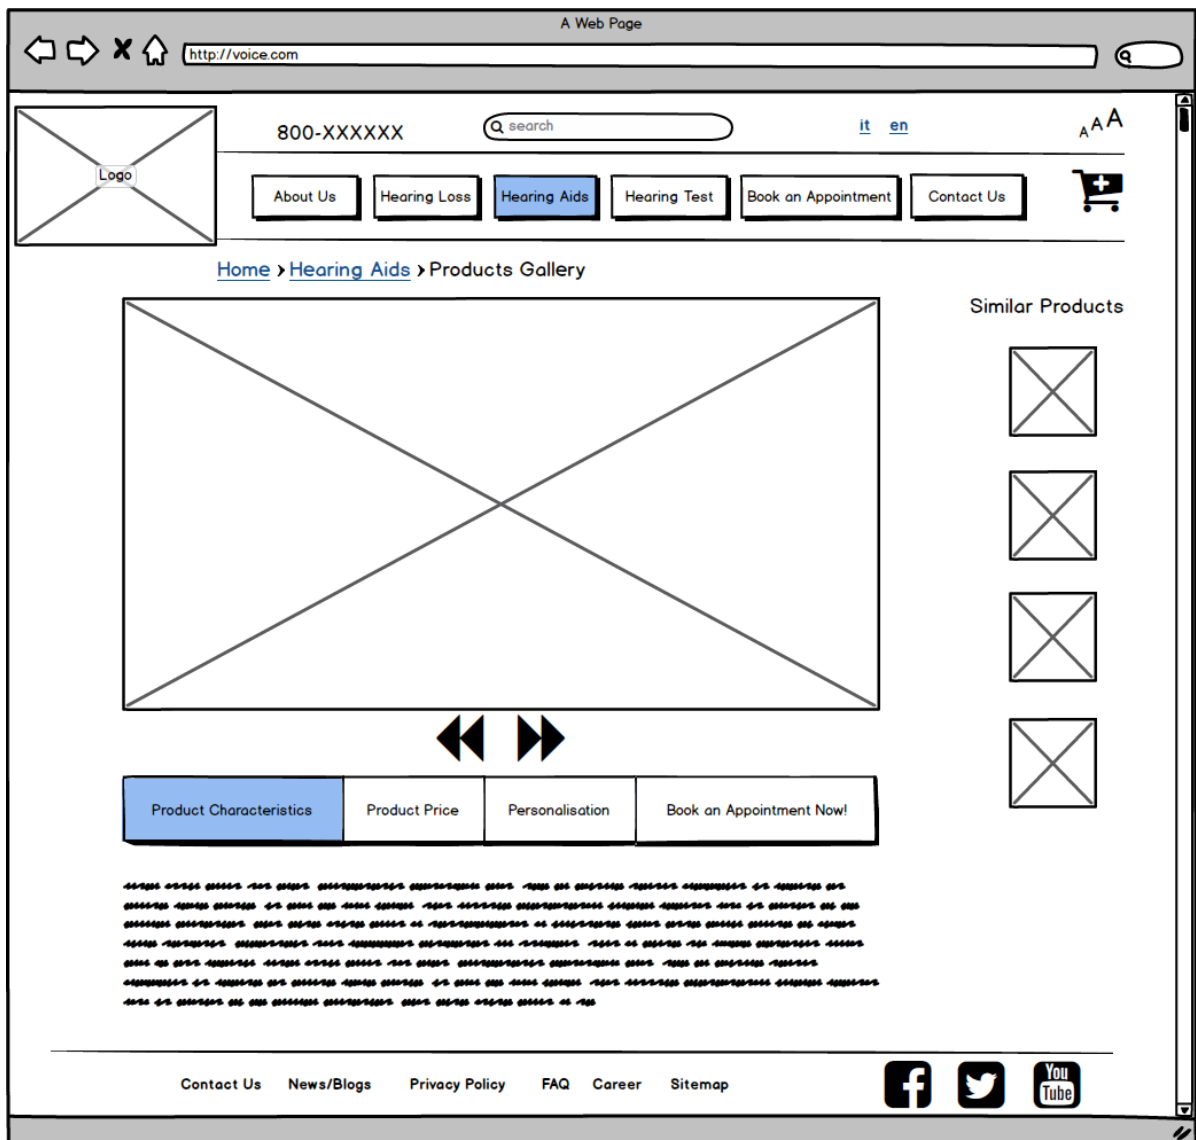 A Web Page
http://voice.com
Logo
800-XXXXXX
search
it en
A A A
About Us
Hearing Loss
Hearing Aids
Hearing Test
Book an Appointment
Contact Us
Home > Hearing Aids > Products Gallery
Similar Products
Product Characteristics
Product Price
Personalisation
Book an Appointment Now!
Contact Us
News/Blogs
Privacy Policy
FAQ
Career
Sitemap
You
Tube